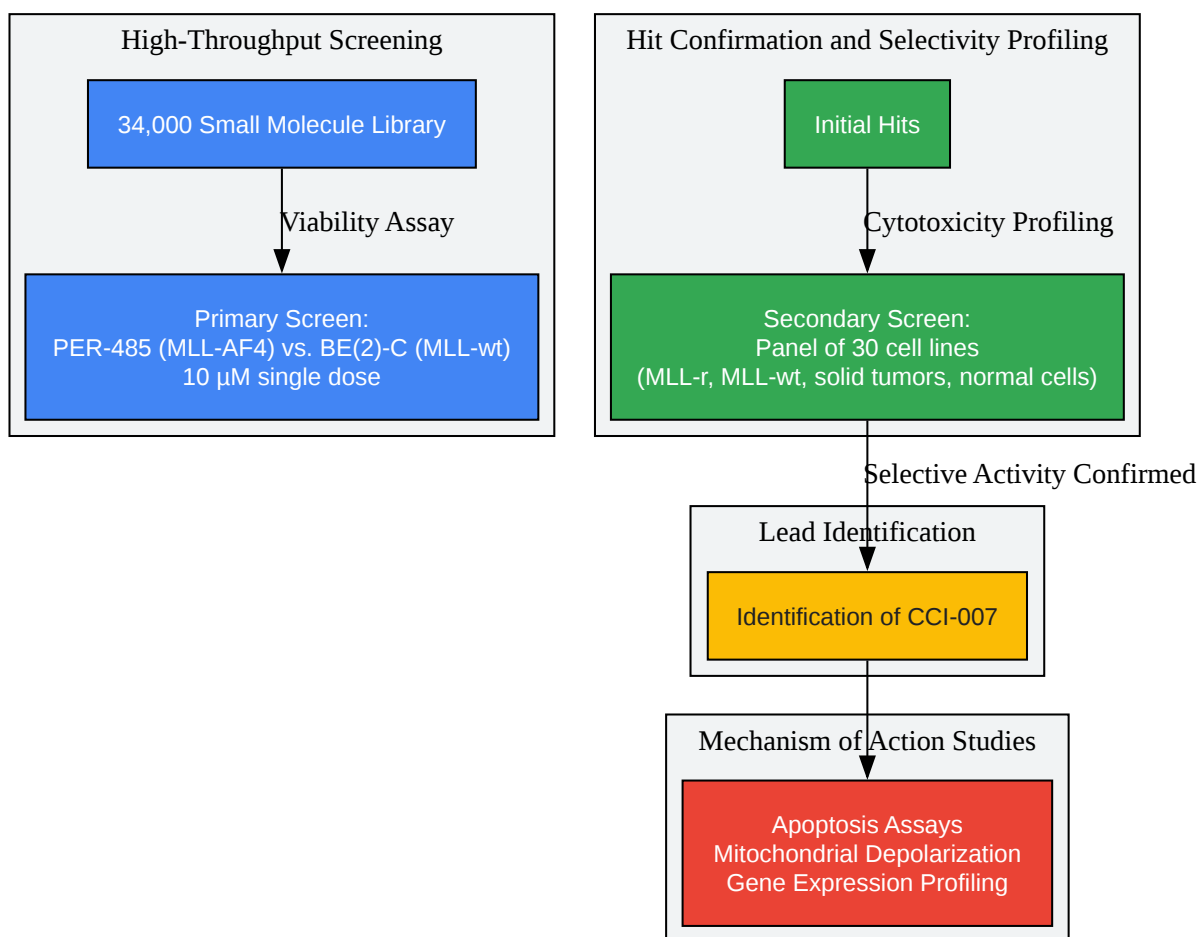 High-Throughput Screening
34,000 Small Molecule Library
Viability Assay
Primary Screen:
PER-485 (MLL-AF4) vs. BE(2)-C (MLL-wt)
10 µM single dose
Hit Confirmation and Selectivity Profiling
Initial Hits
Cytotoxicity Profiling
Secondary Screen:
Panel of 30 cell lines
(MLL-r, MLL-wt, solid tumors, normal cells)
Selective Activity Confirmed
Lead Identification
Identification of CCI-007
Mechanism of Action Studies
Apoptosis Assays
Mitochondrial Depolarization
Gene Expression Profiling